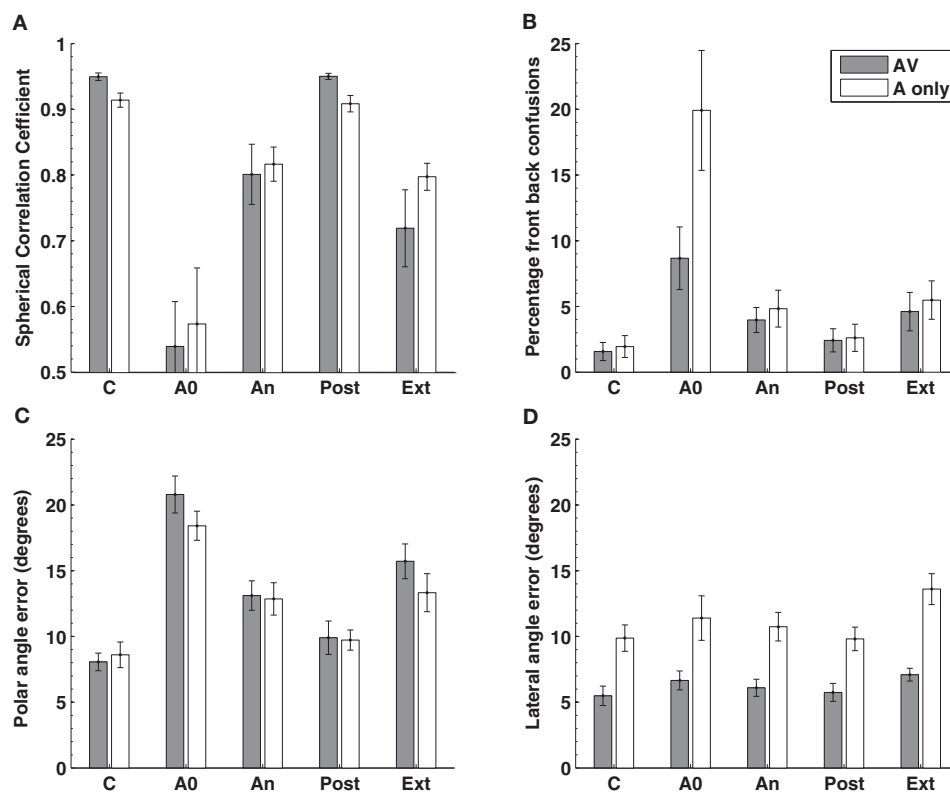 A
Spherical Correlation Cefficient
1
0.9
0.8
0.7
0.6
0.5
C A0 An Post Ext
B
Percentage front back confusions
25
20
15
10
5
0
C A0 An Post Ext
AV
A only
C
Polar angle error (degrees)
25
20
15
10
5
0
C A0 An Post Ext
D
Lateral angle error (degrees)
25
20
15
10
5
0
C A0 An Post Ext